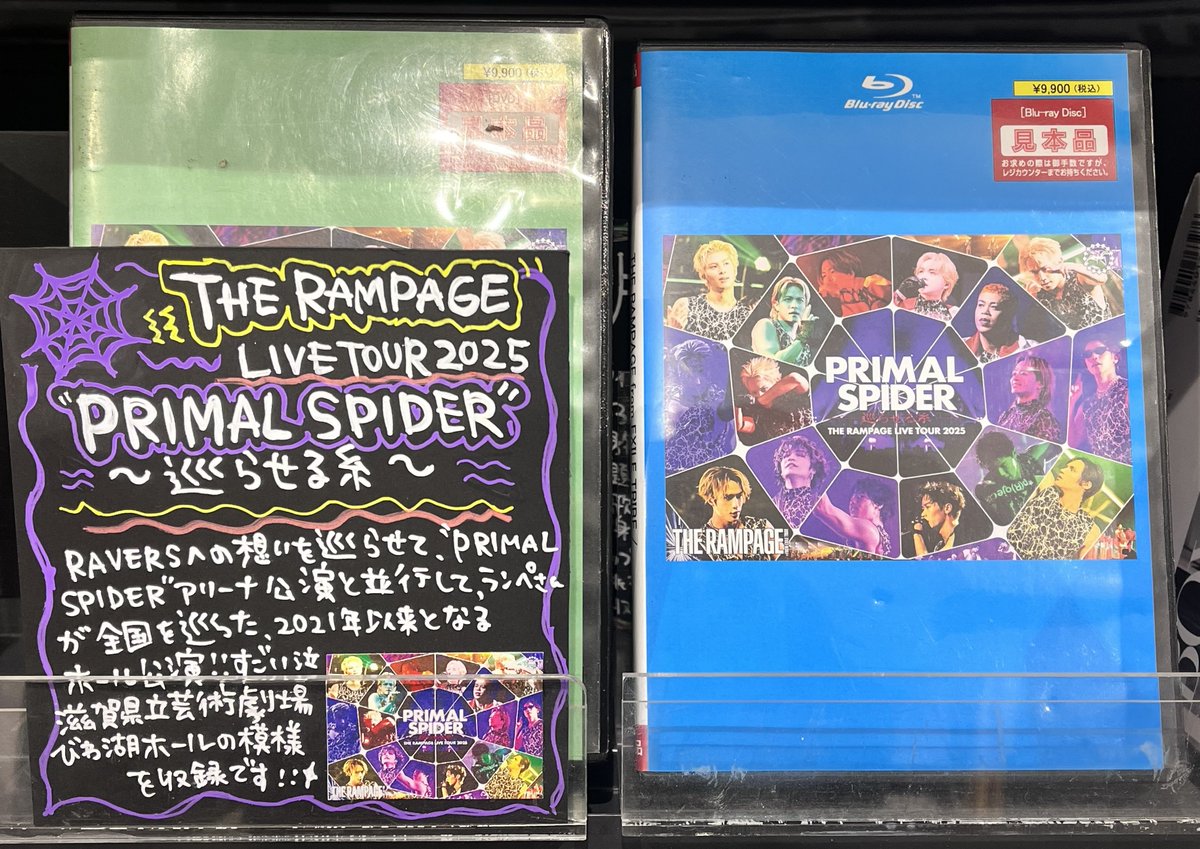 ¥9,900(税込)
見本品
THE RAMPAGE
LIVE TOUR 2025
"PRIMAL SPIDER"
～巡らせる糸～
RAVERSへの想いを巡らせて、"PRIMAL
SPIDER"アリーナ公演と並行して、ランペさん
が全国を巡った、2021年以来となる
ホール公演!!すごい泣
滋賀県立芸術劇場
びわ湖ホールの模様
を収録です!!
PRIMAL
SPIDER
THE RAMPAGE LIVE TOUR 2025
THE RAMPAGE
Blu-ray Disc
TM
¥9,900(税込)
[Blu-ray Disc]
見本品
お求めの際は御手数ですが、
レジカウンターまでお持ちください。
PRIMAL
SPIDER
THE RAMPAGE LIVE TOUR 2025
THE RAMPAGE